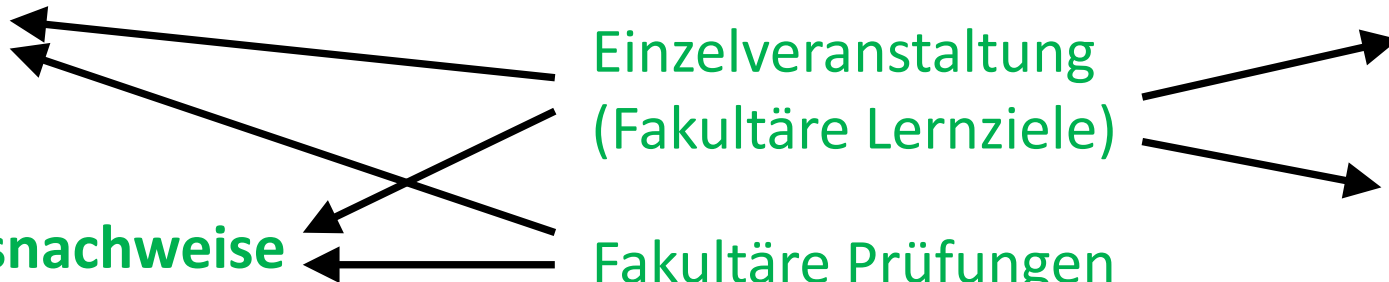 Einzelveranstaltung
(Fakultäre Lernziele)
snachweise
Fakultäre Prüfungen